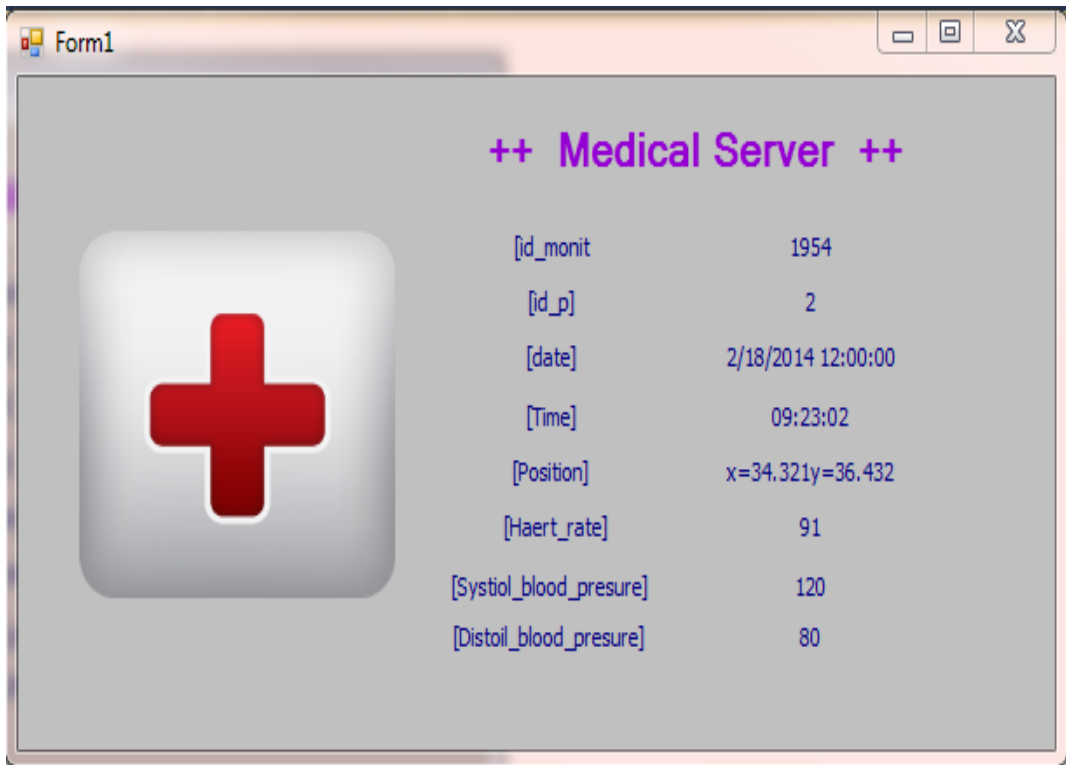 Form1
++ Medical Server ++
[id_monit 1954
[id_p] 2
[date] 2/18/2014 12:00:00
[Time] 09:23:02
[Position] x=34.321y=36.432
[Haert_rate] 91
[Systiol_blood_presure] 120
[Distoil_blood_presure] 80